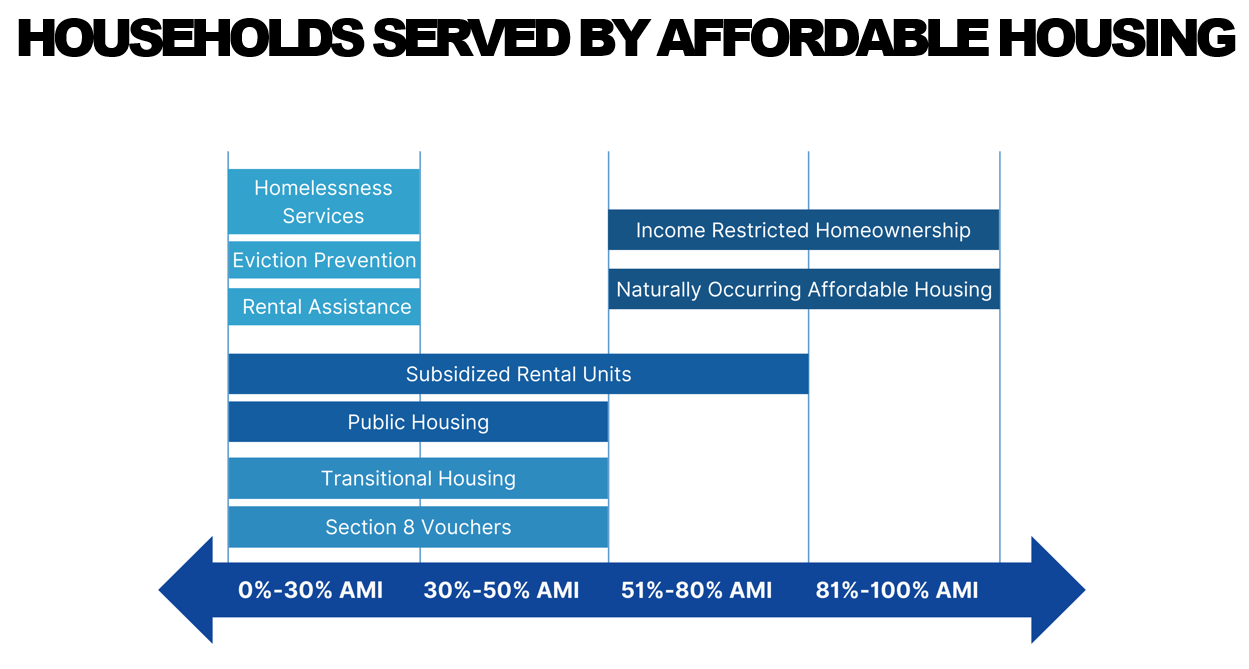 HOUSEHOLDS SERVED BY AFFORDABLE HOUSING
Homelessness
Services
Eviction Prevention
Rental Assistance
Income Restricted Homeownership
Naturally Occurring Affordable Housing
Subsidized Rental Units
Public Housing
Transitional Housing
Section 8 Vouchers
0%-30% AMI
30%-50% AMI
51%-80% AMI
81%-100% AMI